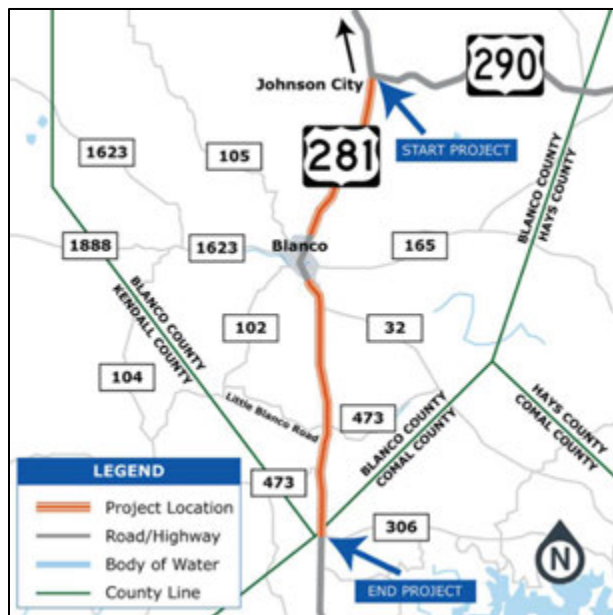 290
Johnson City
START PROJECT
1623
105
281
BLANCO COUNTY
HAYS COUNTY
1888
1623
Blanco
165
BLANCO COUNTY
KENDALL COUNTY
102
32
104
Little Blanco Road
473
BLANCO COUNTY
COMAL COUNTY
HAYS COUNTY
COMAL COUNTY
LEGEND
Project Location
Road/Highway
Body of Water
County Line
473
306
END PROJECT
N